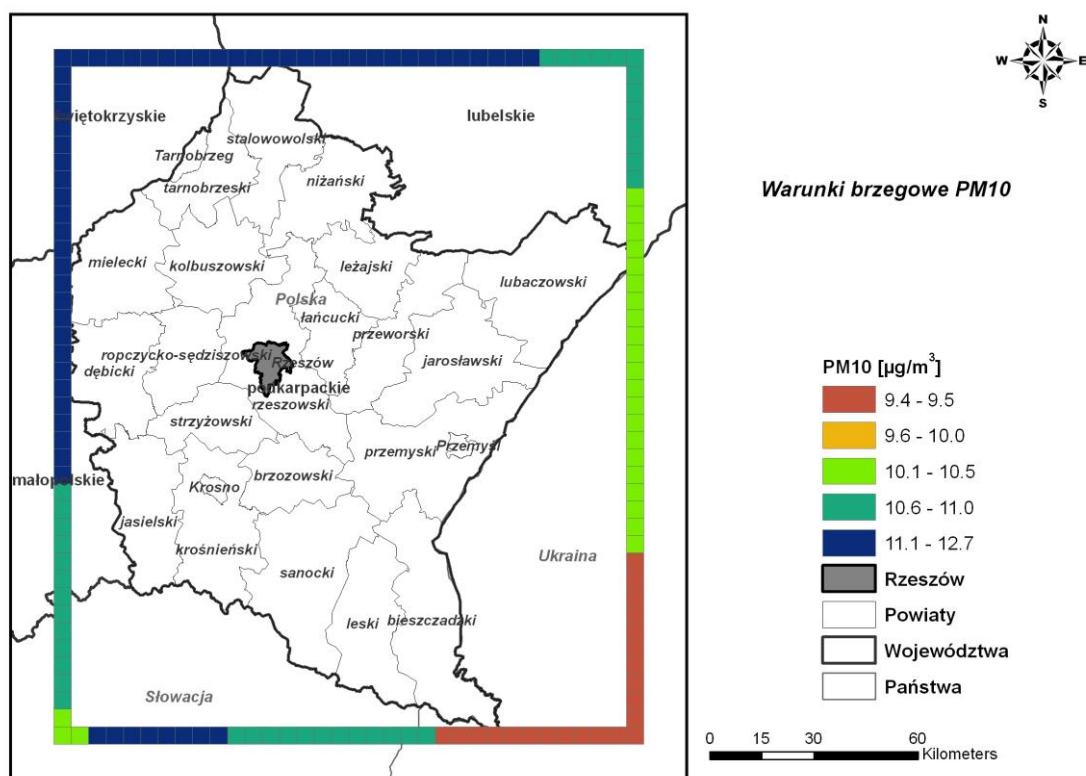 N
W E
S
świętokrzyskie
lubelskie
stalowowolski
Tarnobrzeg
niżański
tarnobrzeski
Warunki brzegowe PM10
mielecki
kolbuszowski
leżajski
lubaczowski
Polska
łańcucki
przeworski
ropczycko-sędziszowski
Rzeszów
jarosławski
dębicki
podkarpackie
rzeszowski
strzyżowski
przemyski
Przemyśl
brzozowski
małopolskie
Krosno
jasielski
krośnieński
sanocki
Ukraina
leski
bieszczadzki
Słowacja
PM10 [µg/m³]
9.4 - 9.5
9.6 - 10.0
10.1 - 10.5
10.6 - 11.0
11.1 - 12.7
Rzeszów
Powiaty
Województwa
Państwa
0 15 30 60
Kilometers